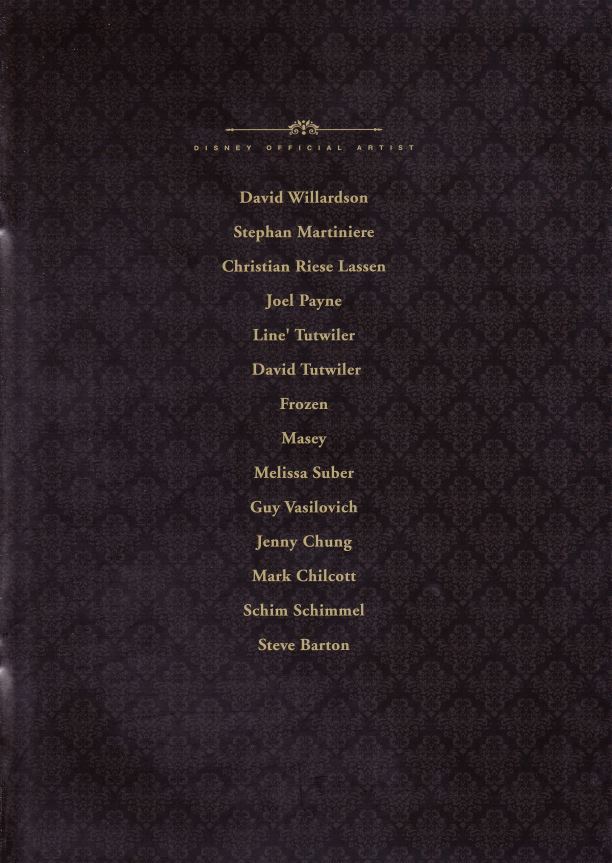 DISNEY OFFICIAL ARTIST
David Willardson
Stephan Martiniere
Christian Riese Lassen
Joel Payne
Line' Tutwiler
David Tutwiler
Frozen
Masey
Melissa Suber
Guy Vasilovich
Jenny Chung
Mark Chilcott
Schim Schimmel
Steve Barton